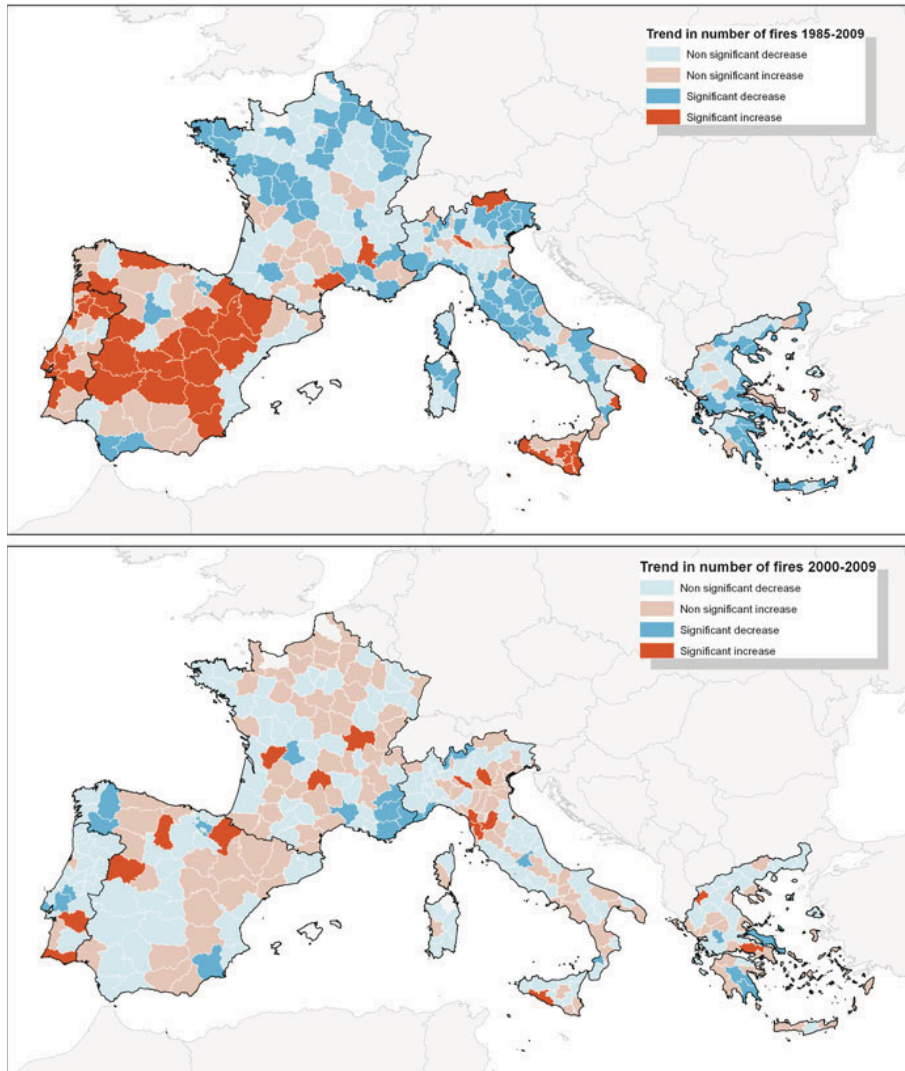 Trend in number of fires 1985-2009
Non significant decrease
Non significant increase
Significant decrease
Significant increase
Trend in number of fires 2000-2009
Non significant decrease
Non significant increase
Significant decrease
Significant increase